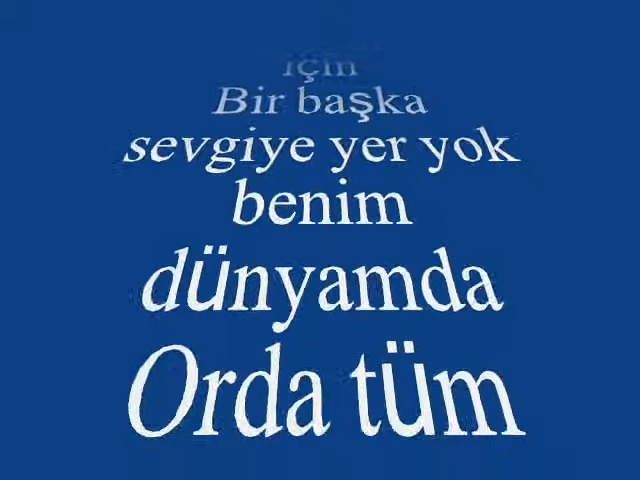 için
Bir başka
sevgiye yer yok
benim
dünyamda
Orda tüm